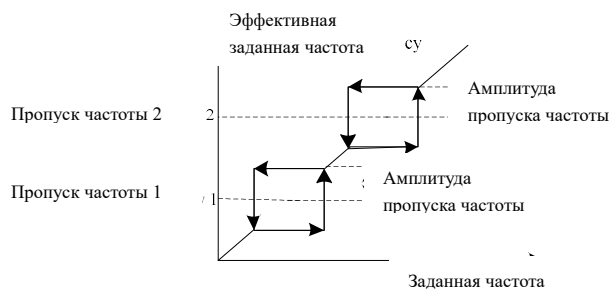 Эффективная
заданная частота
су
Амплитуда
пропуска частоты
Пропуск частоты 2
2
Амплитуда
пропуска частоты
Пропуск частоты 1
1
Заданная частота